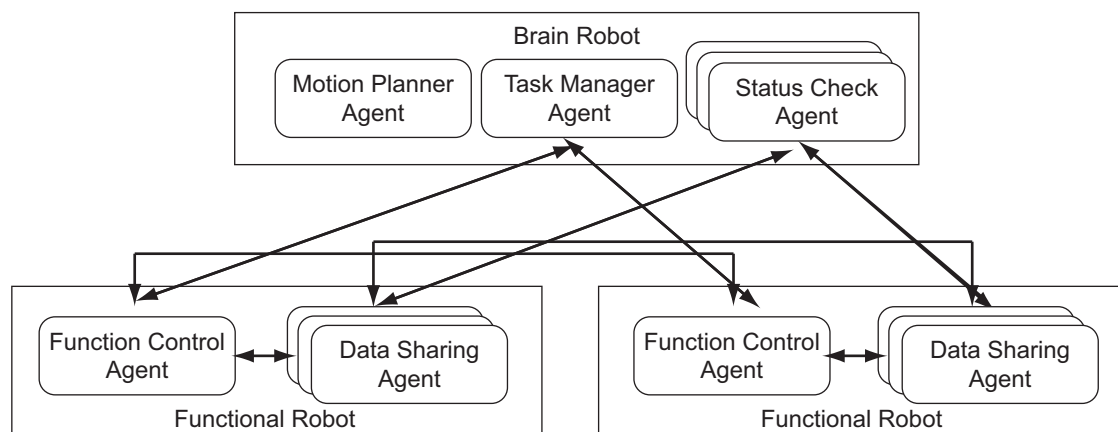 Brain Robot
Motion Planner
Agent
Task Manager
Agent
Status Check
Agent
Function Control
Agent
Data Sharing
Agent
Functional Robot
Function Control
Agent
Data Sharing
Agent
Functional Robot